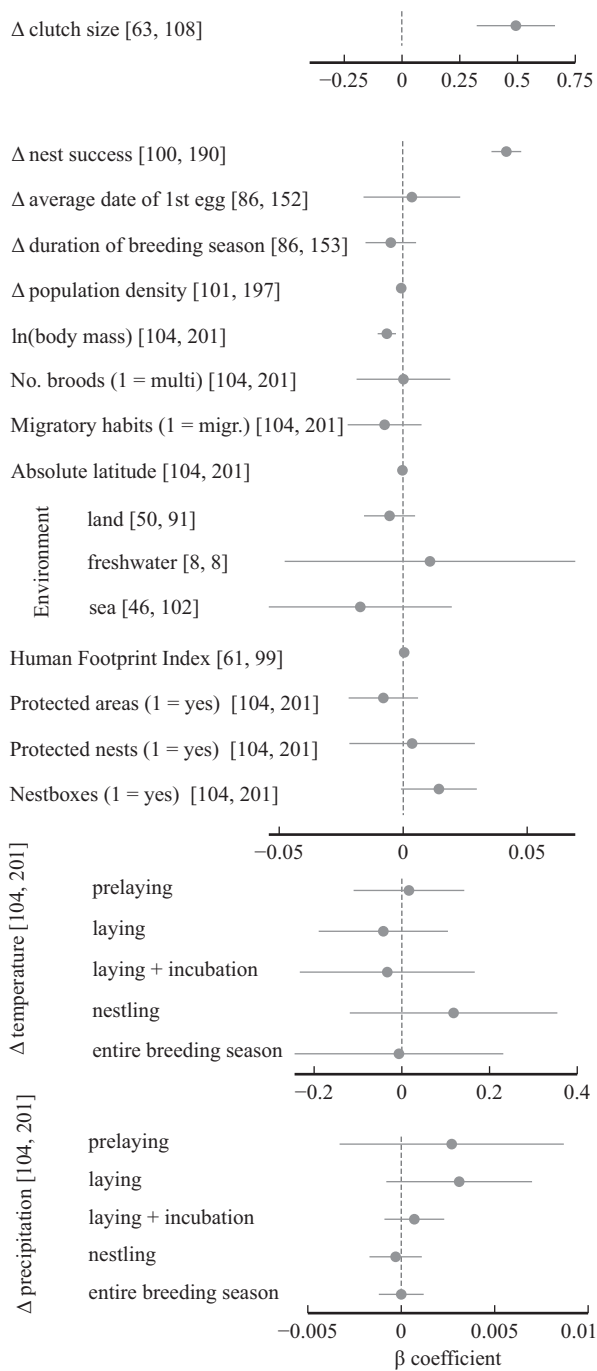 Δ clutch size [63, 108]
−0.25 0 0.25 0.5 0.75
Δ nest success [100, 190]
Δ average date of 1st egg [86, 152]
Δ duration of breeding season [86, 153]
Δ population density [101, 197]
ln(body mass) [104, 201]
No. broods (1 = multi) [104, 201]
Migratory habits (1 = migr.) [104, 201]
Absolute latitude [104, 201]
Environment
land [50, 91]
freshwater [8, 8]
sea [46, 102]
Human Footprint Index [61, 99]
Protected areas (1 = yes) [104, 201]
Protected nests (1 = yes) [104, 201]
Nestboxes (1 = yes) [104, 201]
−0.05 0 0.05
Δ temperature [104, 201]
prelaying
laying
laying + incubation
nestling
entire breeding season
−0.2 0 0.2 0.4
Δ precipitation [104, 201]
prelaying
laying
laying + incubation
nestling
entire breeding season
−0.005 0 0.005 0.01
β coefficient